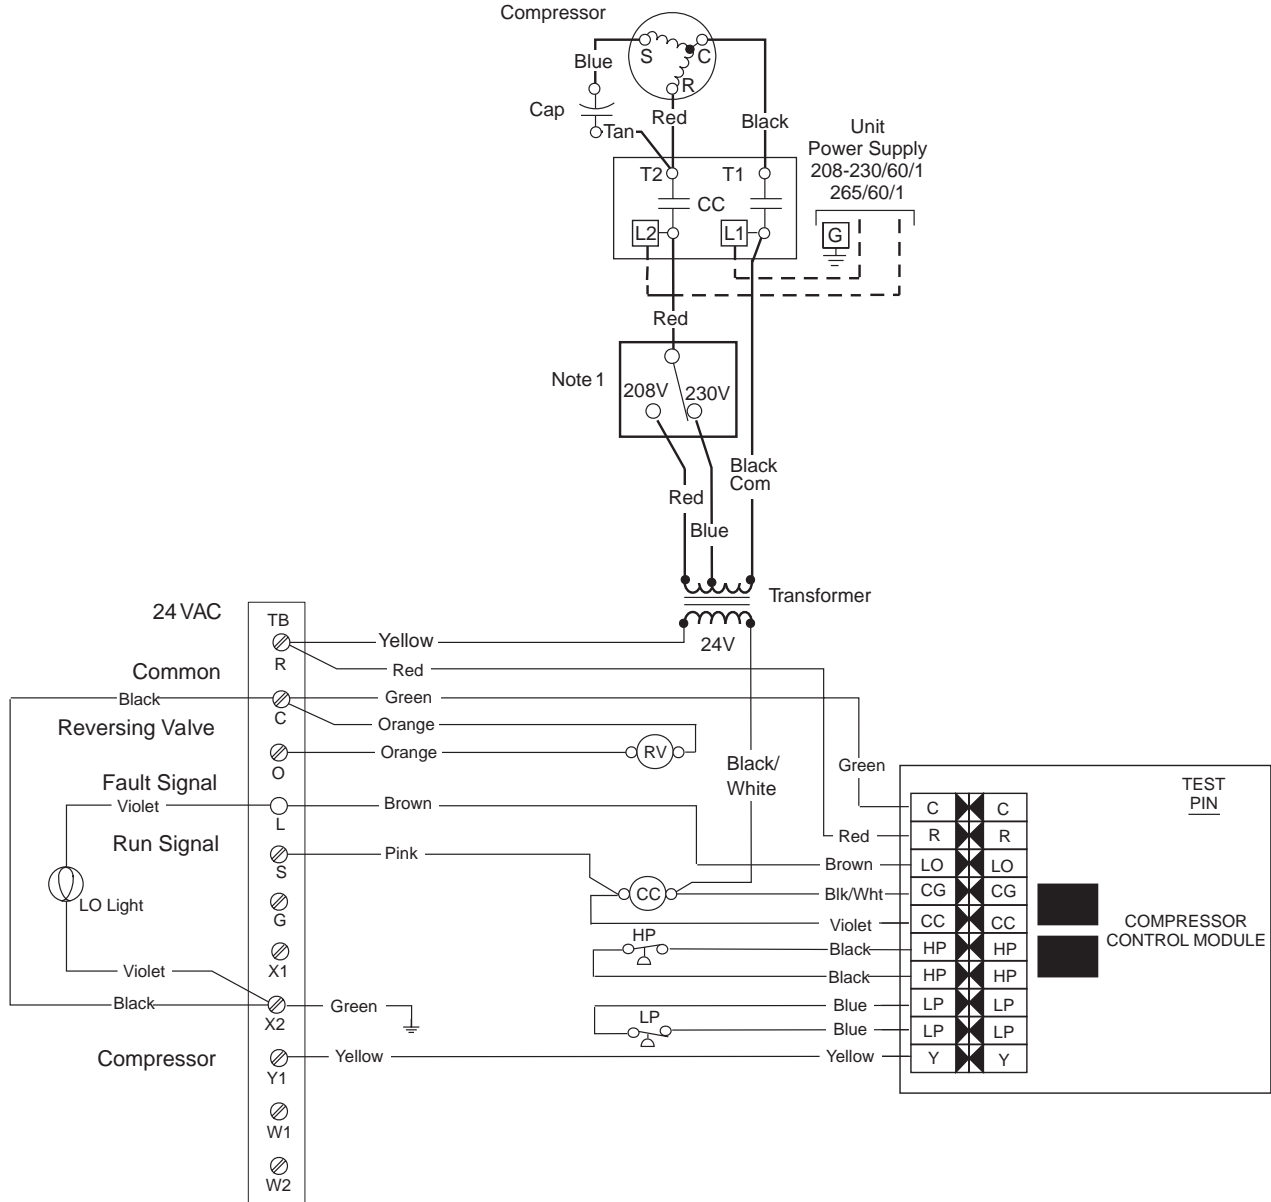 Compressor
S
C
Blue
R
Cap
Tan
Red
Black
Unit
Power Supply
208-230/60/1
265/60/1
T2
T1
CC
L2
L1
G
Red
Note 1
208V
230V
Black
Com
Red
Blue
Transformer
24V
24 VAC
TB
Yellow
R
Red
Common
Black
Green
C
Orange
Reversing Valve
Orange
RV
O
Black/
White
Green
Fault Signal
Violet
Brown
L
Run Signal
Pink
S
LO Light
CC
G
HP
X1
Violet
Black
Green
X2
LP
Compressor
Yellow
Y1
W1
W2
TEST
PIN
C C
Red R R
Brown LO LO
Blk/Wht CG CG
Violet CC CC
Black HP HP
Black HP HP
Blue LP LP
Blue LP LP
Yellow Y Y
COMPRESSOR
CONTROL MODULE